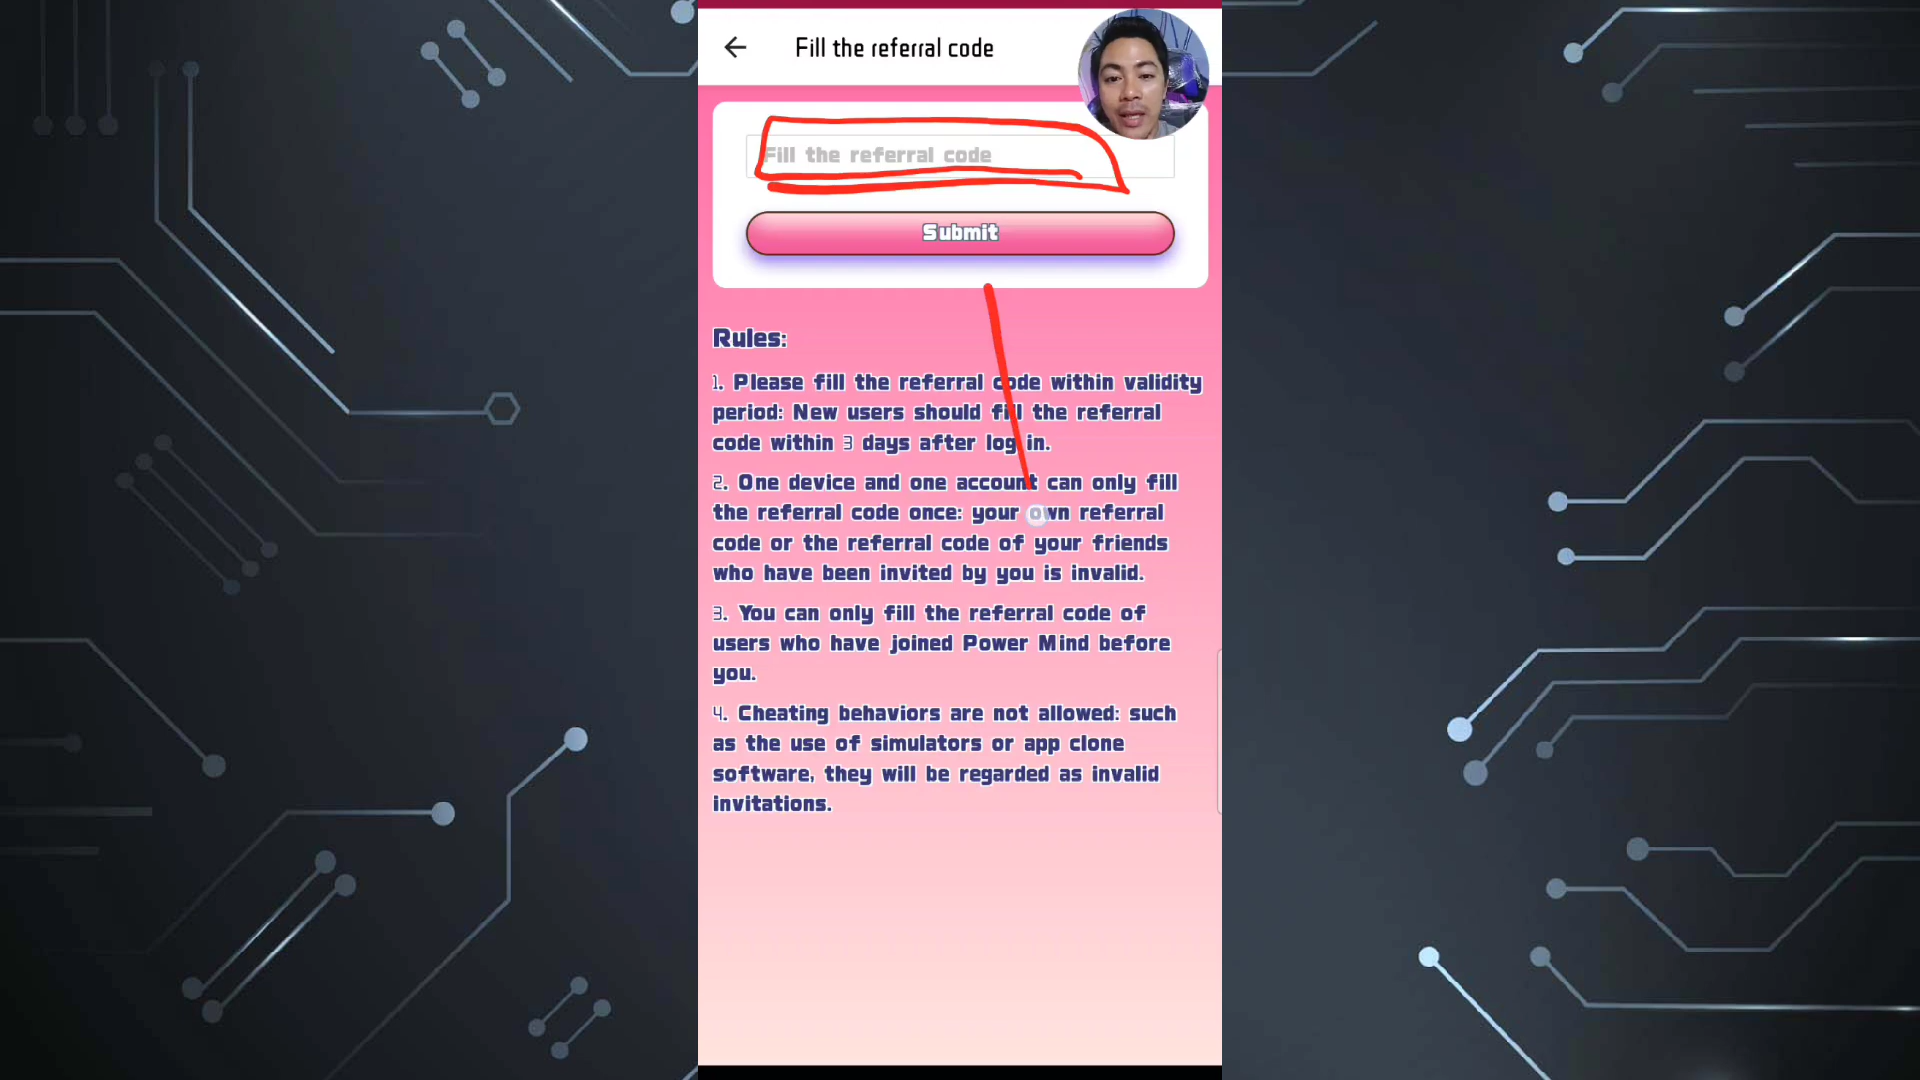 Fill the referral code
Fill the referral code
Submit
Rules:
1. Please fill the referral code within validity
period: New users should fill the referral
code within 3 days after log in.
2. One device and one account can only fill
the referral code once: your own referral
code or the referral code of your friends
who have been invited by you is invalid.
3. You can only fill the referral code of
users who have joined Power Mind before
you.
4. Cheating behaviors are not allowed: such
as the use of simulators or app clone
software, they will be regarded as invalid
invitations.